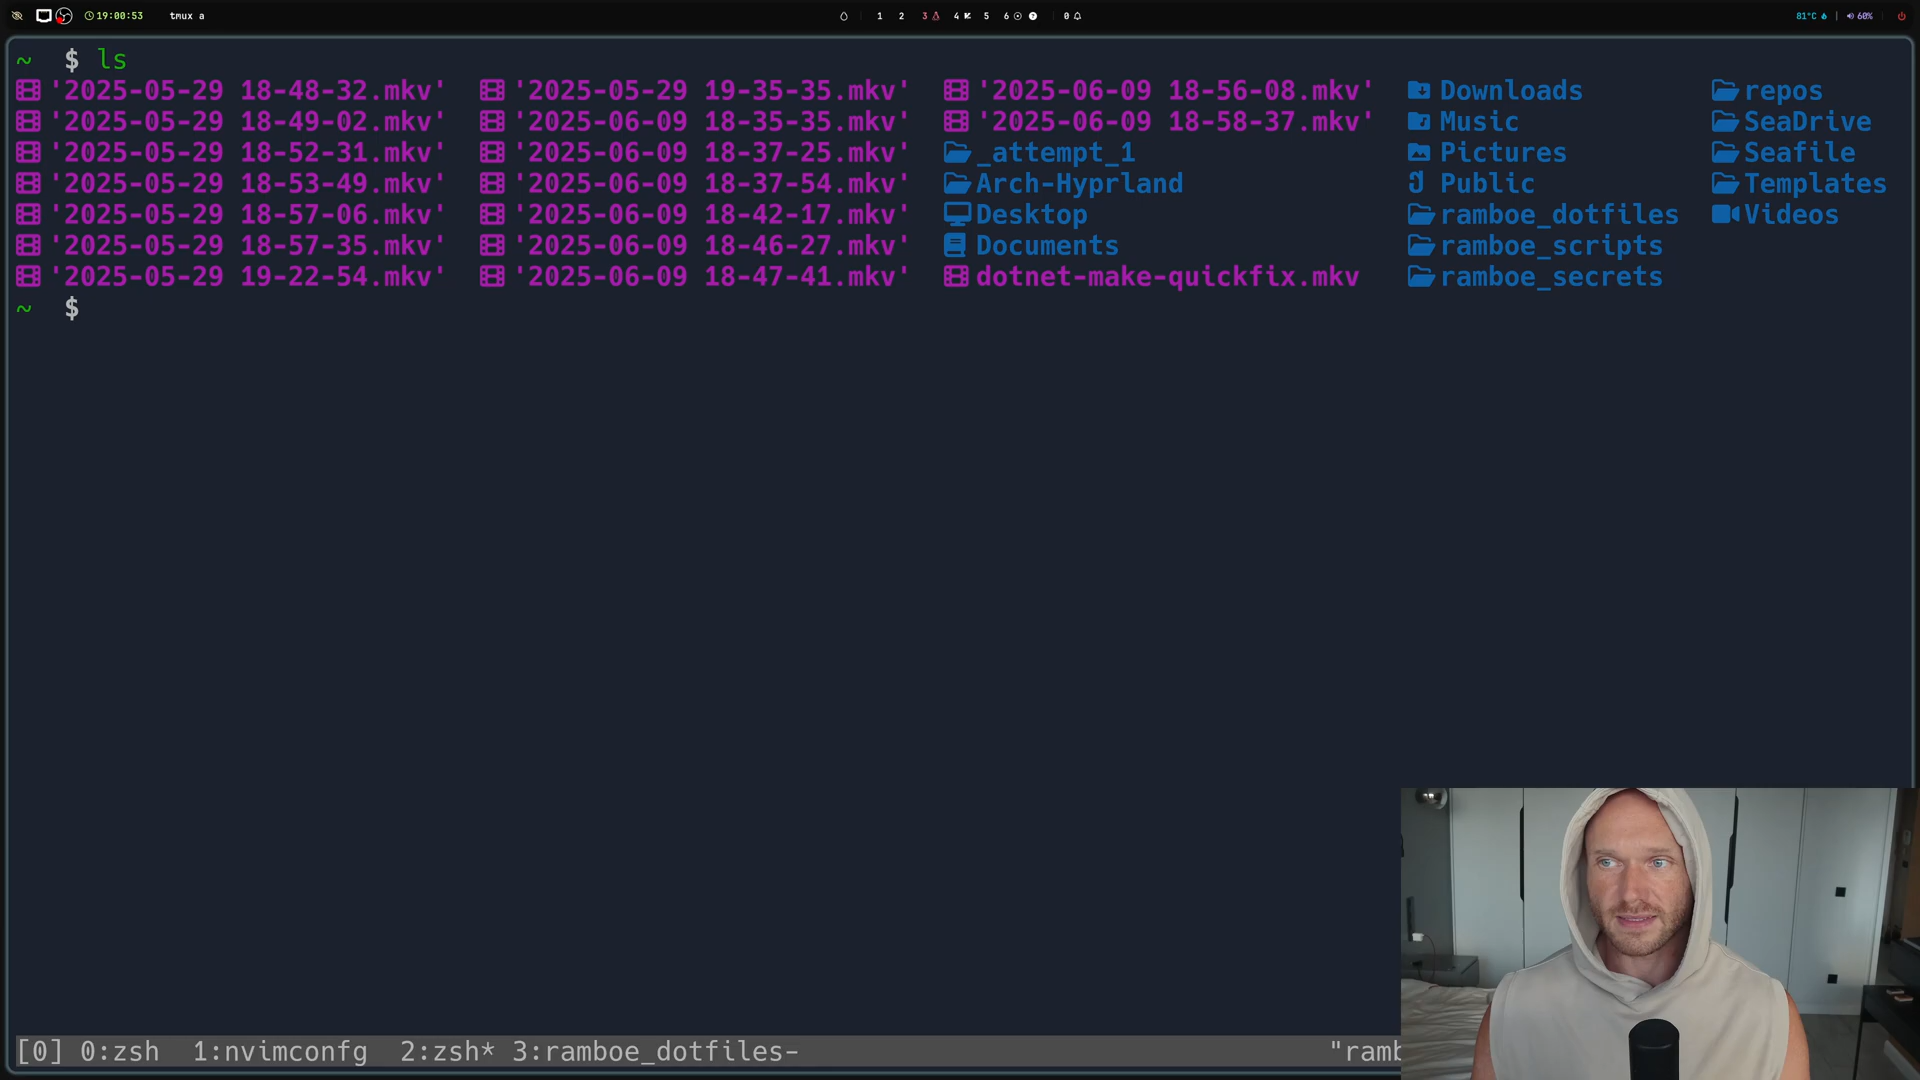 19:00:53 tmux a 1 2 3 4 5 6 0 81°C 60%
~ $ ls
'2025-05-29 18-48-32.mkv' '2025-05-29 19-35-35.mkv' '2025-06-09 18-56-08.mkv' Downloads repos
'2025-05-29 18-49-02.mkv' '2025-06-09 18-35-35.mkv' '2025-06-09 18-58-37.mkv' Music SeaDrive
'2025-05-29 18-52-31.mkv' '2025-06-09 18-37-25.mkv' _attempt_1 Pictures Seafile
'2025-05-29 18-53-49.mkv' '2025-06-09 18-37-54.mkv' Arch-Hyprland Public Templates
'2025-05-29 18-57-06.mkv' '2025-06-09 18-42-17.mkv' Desktop ramboe_dotfiles Videos
'2025-05-29 18-57-35.mkv' '2025-06-09 18-46-27.mkv' Documents ramboe_scripts
'2025-05-29 19-22-54.mkv' '2025-06-09 18-47-41.mkv' dotnet-make-quickfix.mkv ramboe_secrets
~ $
[0] 0:zsh 1:nvimconfg 2:zsh* 3:ramboe_dotfiles- "ramb